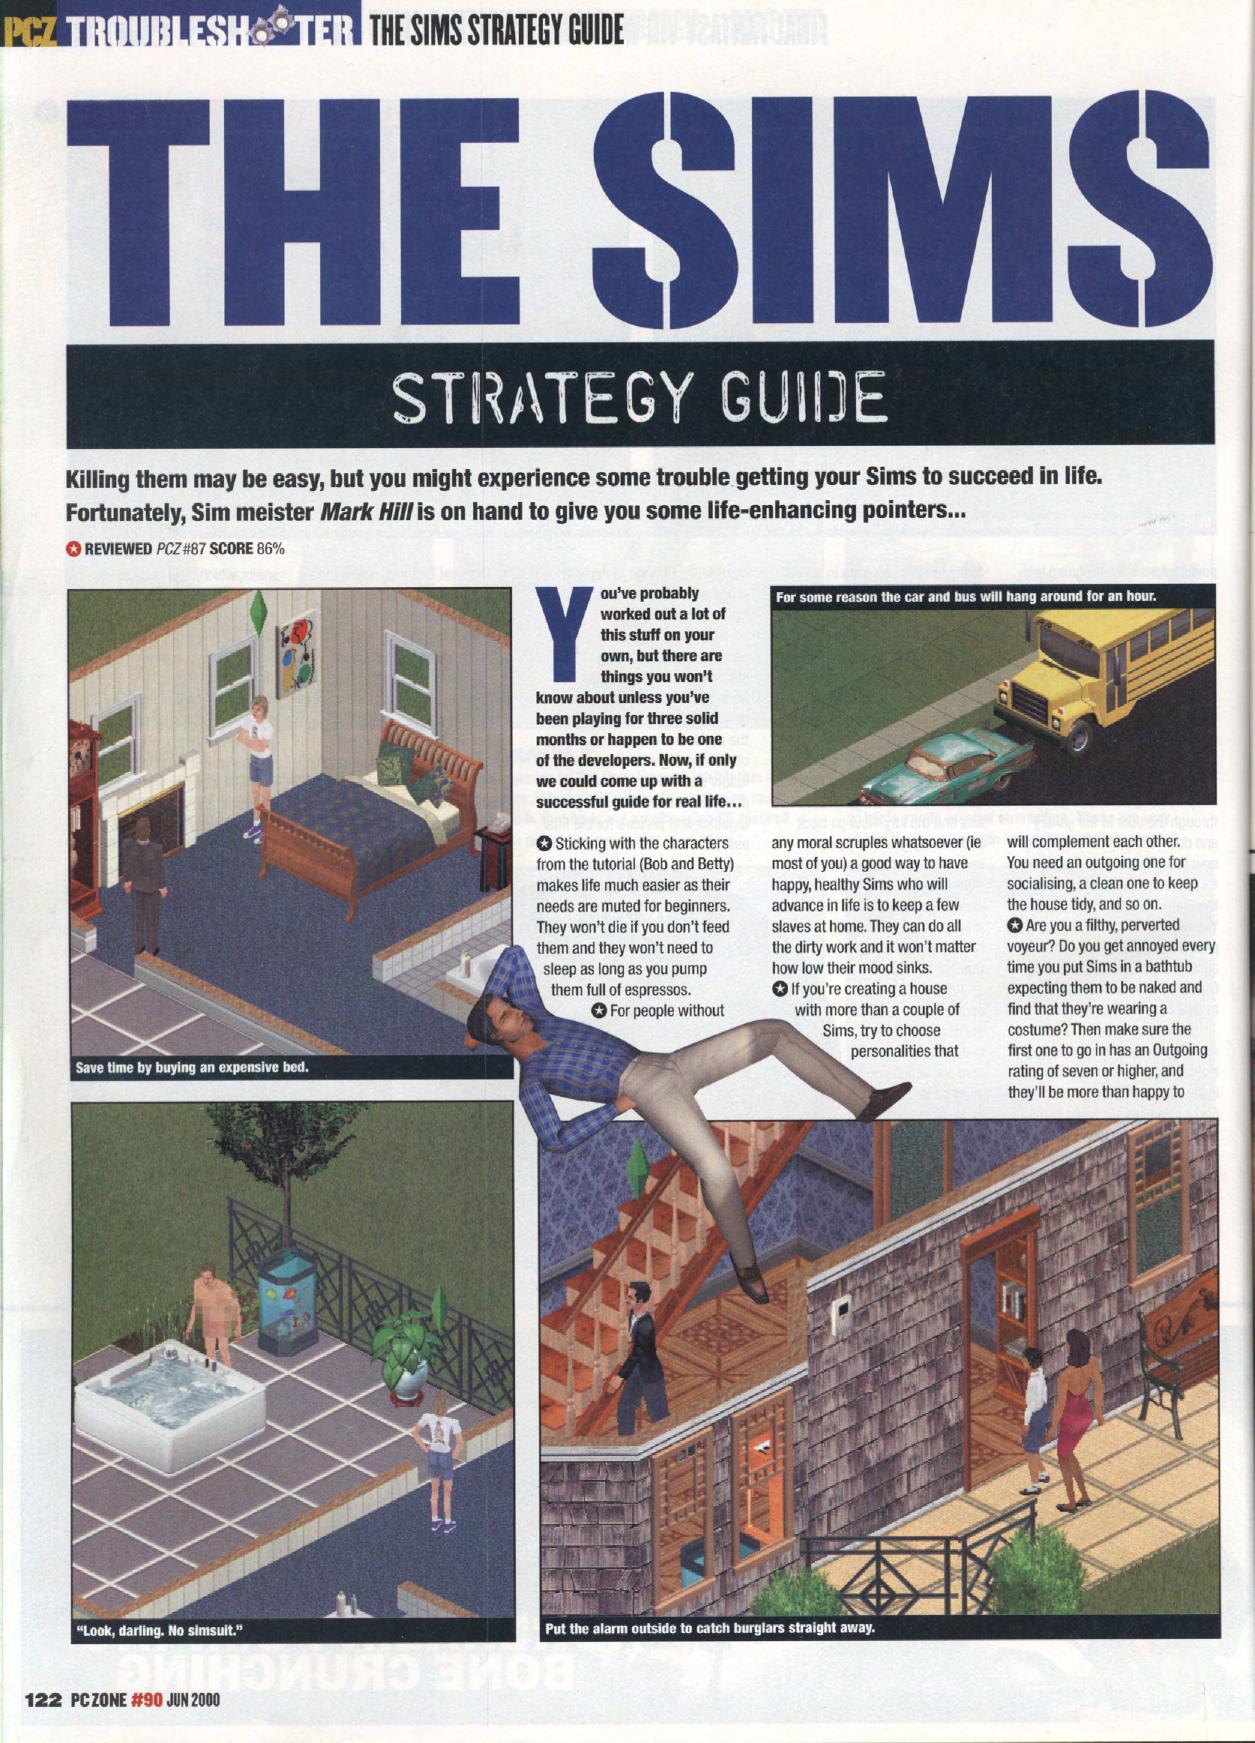 PCZ TROUBLESHOOTER THE SIMS STRATEGY GUIDE
THE SIMS
STRATEGY GUIDE
Killing them may be easy, but you might experience some trouble getting your Sims to succeed in life.
Fortunately, Sim meister Mark Hill is on hand to give you some life-enhancing pointers...
REVIEWED PCZ #87 SCORE 86%
Save time by buying an expensive bed.
"Look, darling. No simsuit."
You've probably
worked out a lot of
this stuff on your
own, but there are
things you won't
know about unless you've
been playing for three solid
months or happen to be one
of the developers. Now, if only
we could come up with a
successful guide for real life...
Sticking with the characters
from the tutorial (Bob and Betty)
makes life much easier as their
needs are muted for beginners.
They won't die if you don't feed
them and they won't need to
sleep as long as you pump
them full of espressos.
For people without
For some reason the car and bus will hang around for an hour.
any moral scruples whatsoever (ie
most of you) a good way to have
happy, healthy Sims who will
advance in life is to keep a few
slaves at home. They can do all
the dirty work and it won't matter
how low their mood sinks.
If you're creating a house
with more than a couple of
Sims, try to choose
personalities that
will complement each other.
You need an outgoing one for
socialising, a clean one to keep
the house tidy, and so on.
Are you a filthy, perverted
voyeur? Do you get annoyed every
time you put Sims in a bathtub
expecting them to be naked and
find that they're wearing a
costume? Then make sure the
first one to go in has an Outgoing
rating of seven or higher, and
they'll be more than happy to
Put the alarm outside to catch burglars straight away.
122 PC ZONE #90 JUN 2000